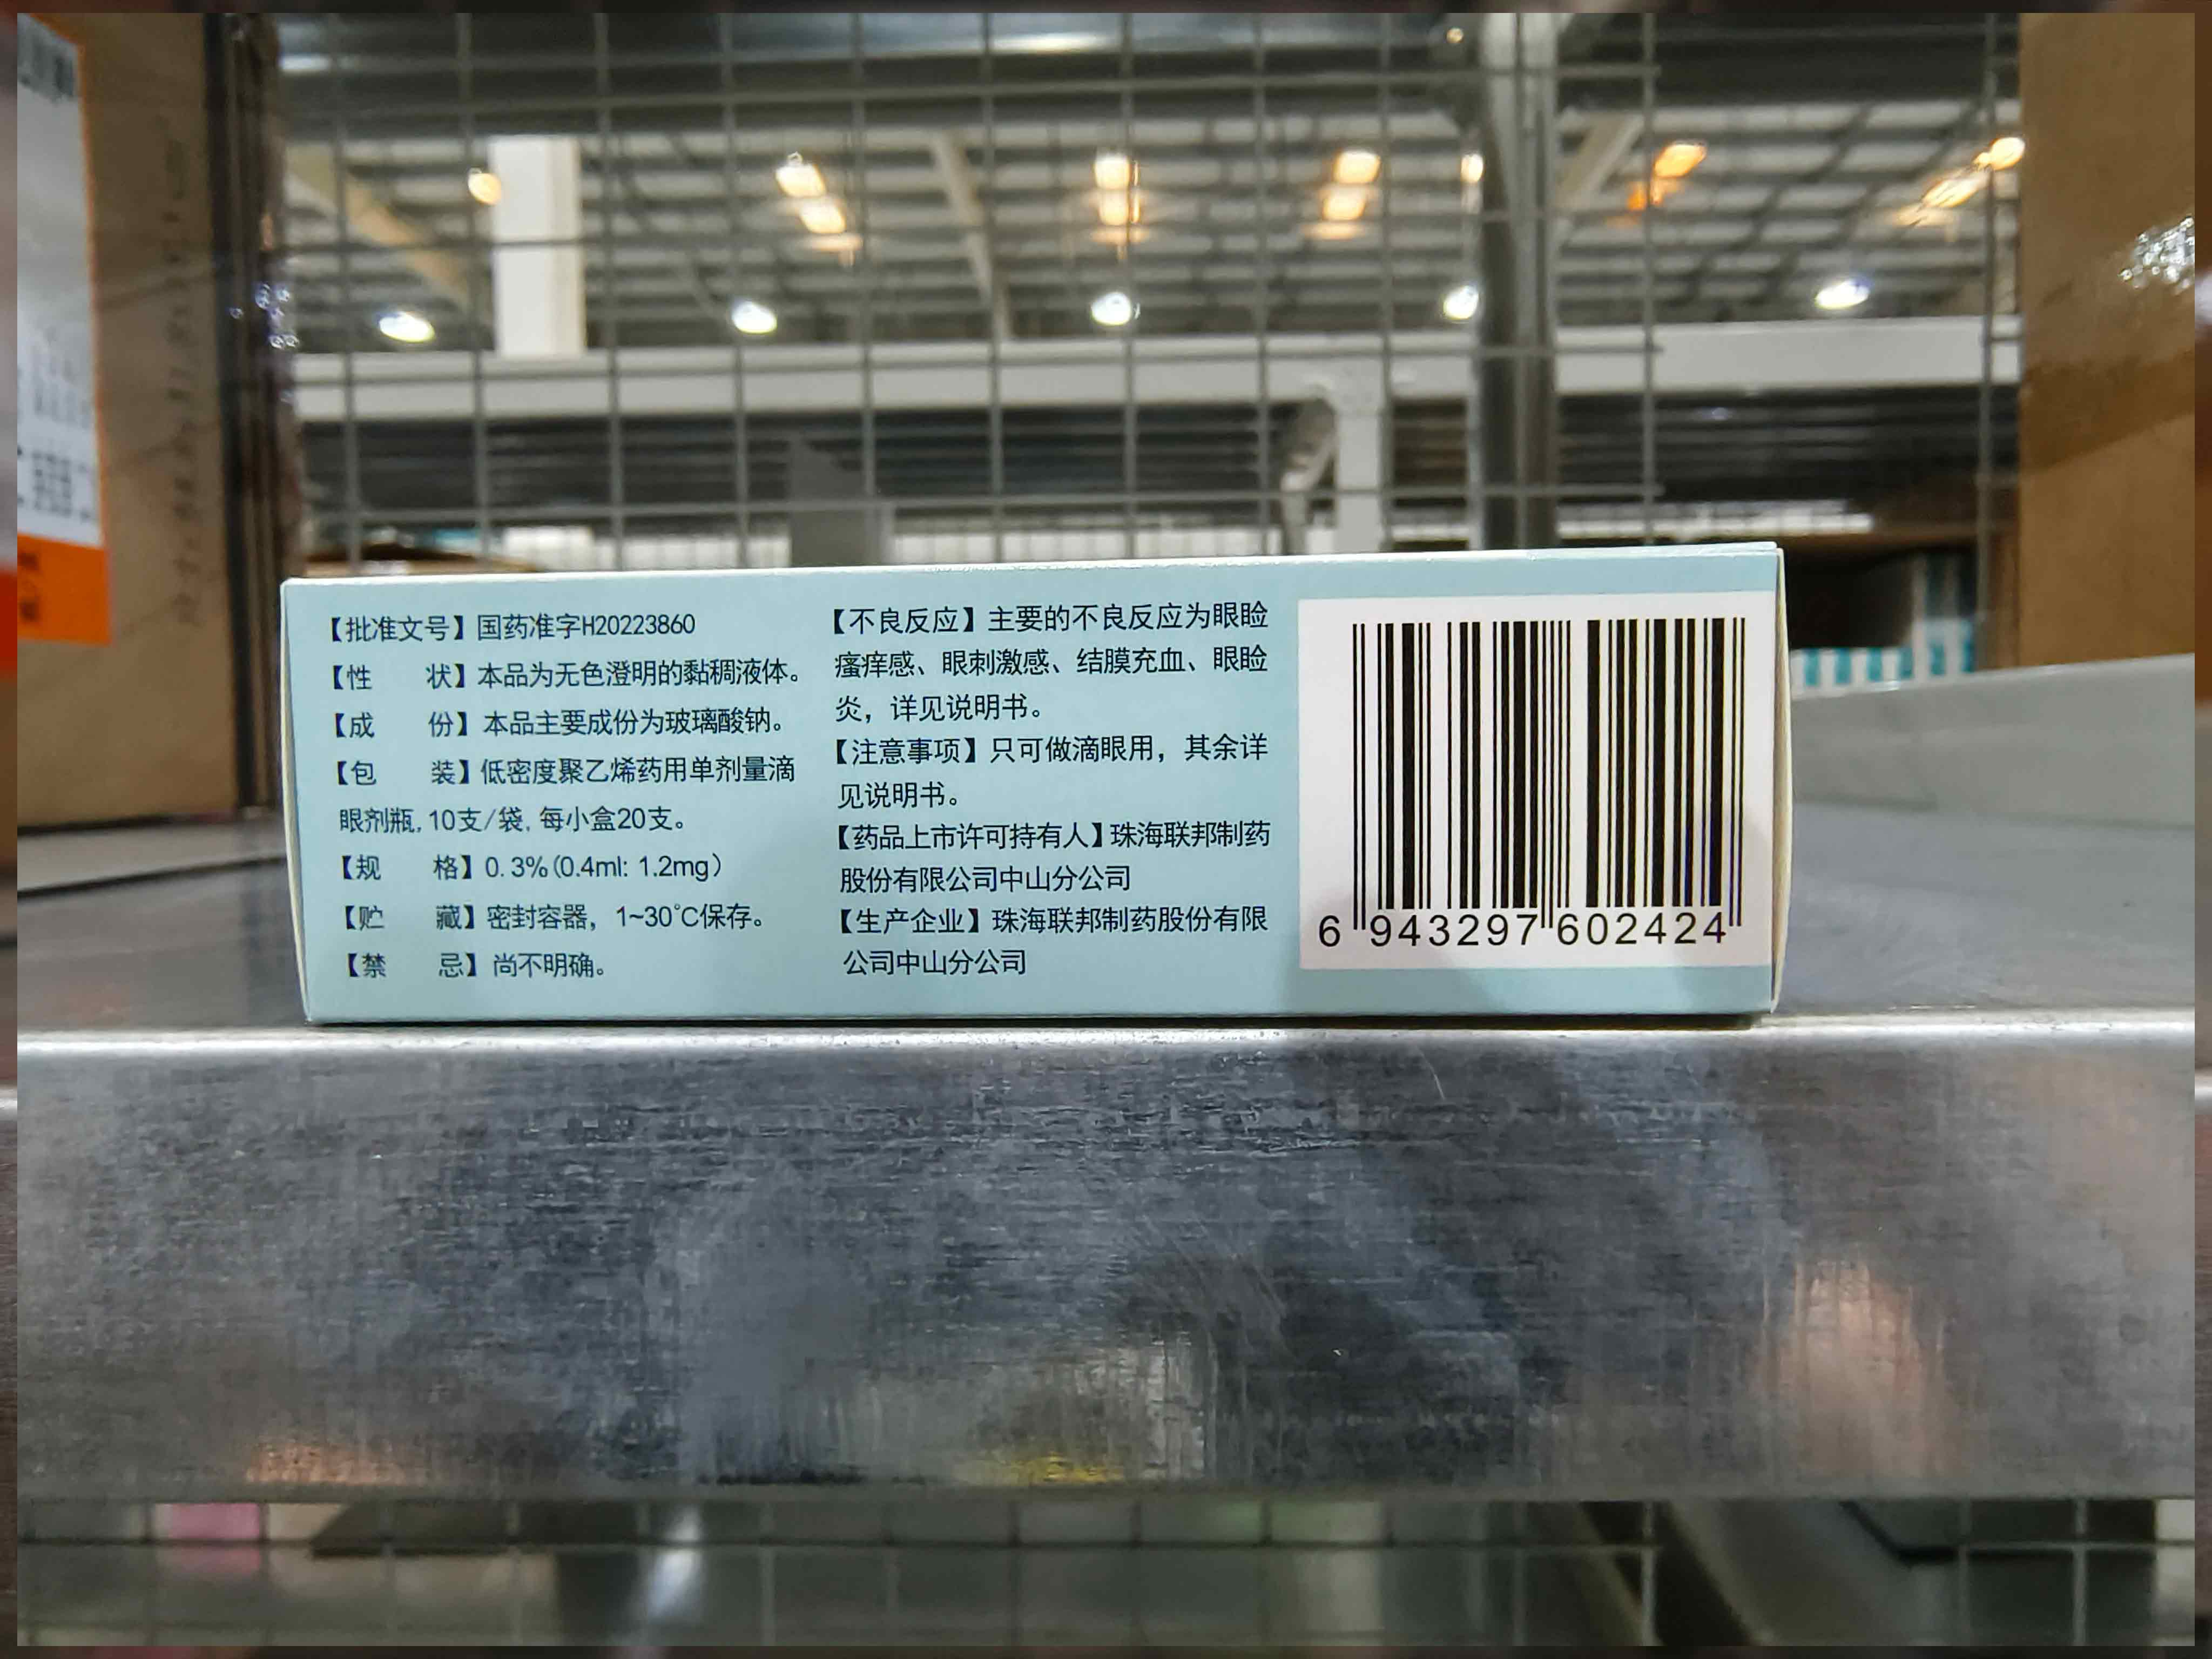 【批准文号】国药准字H20223860
【性 状】本品为无色澄明的黏稠液体。
【成 份】本品主要成份为玻璃酸钠。
【包 装】低密度聚乙烯药用单剂量滴
眼剂瓶,10支/袋,每小盒20支。
【规 格】0.3%(0.4ml: 1.2mg)
【贮 藏】密封容器，1~30℃保存。
【禁 忌】尚不明确。
【不良反应】主要的不良反应为眼睑
瘙痒感、眼刺激感、结膜充血、眼睑
炎，详见说明书。
【注意事项】只可做滴眼用，其余详
见说明书。
【药品上市许可持有人】珠海联邦制药
股份有限公司中山分公司
【生产企业】珠海联邦制药股份有限
公司中山分公司
6 943297 602424